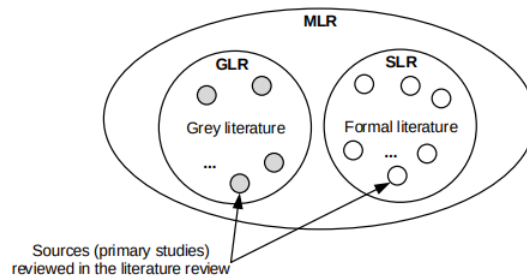 MLR
GLR
SLR
Grey literature
Formal literature
...
...
Sources (primary studies)
reviewed in the literature review